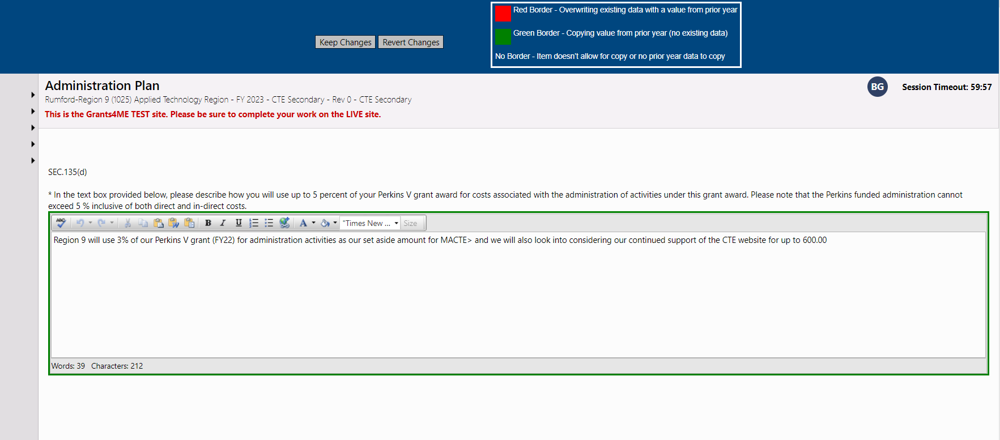 Red Border - Overwriting existing data with a value from prior year
Green Border - Copying value from prior year (no existing data)
Keep Changes Revert Changes
No Border - Item doesn't allow for copy or no prior year data to copy
Administration Plan
BG
Session Timeout: 59:57
Rumford-Region 9 (1025) Applied Technology Region - FY 2023 - CTE Secondary - Rev 0 - CTE Secondary
This is the Grants4ME TEST site. Please be sure to complete your work on the LIVE site.
SEC.135(d)
* In the text box provided below, please describe how you will use up to 5 percent of your Perkins V grant award for costs associated with the administration of activities under this grant award. Please note that the Perkins funded administration cannot
exceed 5 % inclusive of both direct and in-direct costs.
ABC B I U A "Times New ... Size
Region 9 will use 3% of our Perkins V grant (FY22) for administration activities as our set aside amount for MACTE> and we will also look into considering our continued support of the CTE website for up to 600.00
Words: 39 Characters: 212